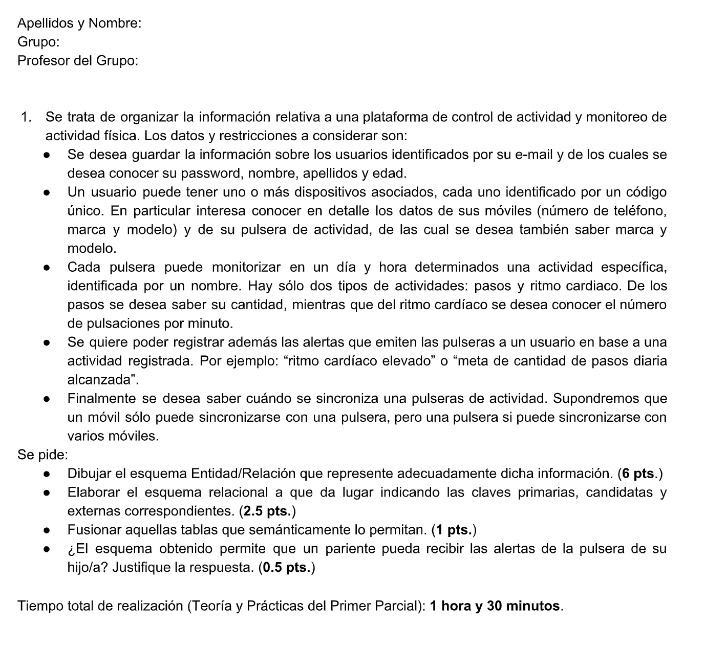 Apellidos y Nombre:
Grupo:
Profesor del Grupo:
1. Se trata de organizar la información relativa a una plataforma de control de actividad y monitoreo de
actividad física. Los datos y restricciones a considerar son:
● Se desea guardar la información sobre los usuarios identificados por su e-mail y de los cuales se
desea conocer su password, nombre, apellidos y edad.
● Un usuario puede tener uno o más dispositivos asociados, cada uno identificado por un código
único. En particular interesa conocer en detalle los datos de sus móviles (número de teléfono,
marca y modelo) y de su pulsera de actividad, de las cual se desea también saber marca y
modelo.
● Cada pulsera puede monitorizar en un día y hora determinados una actividad específica,
identificada por un nombre. Hay sólo dos tipos de actividades: pasos y ritmo cardiaco. De los
pasos se desea saber su cantidad, mientras que del ritmo cardíaco se desea conocer el número
de pulsaciones por minuto.
● Se quiere poder registrar además las alertas que emiten las pulseras a un usuario en base a una
actividad registrada. Por ejemplo: “ritmo cardíaco elevado” o “meta de cantidad de pasos diaria
alcanzada”.
● Finalmente se desea saber cuándo se sincroniza una pulseras de actividad. Supondremos que
un móvil sólo puede sincronizarse con una pulsera, pero una pulsera si puede sincronizarse con
varios móviles.
Se pide:
● Dibujar el esquema Entidad/Relación que represente adecuadamente dicha información. (6 pts.)
● Elaborar el esquema relacional a que da lugar indicando las claves primarias, candidatas y
externas correspondientes. (2.5 pts.)
● Fusionar aquellas tablas que semánticamente lo permitan. (1 pts.)
● ¿El esquema obtenido permite que un pariente pueda recibir las alertas de la pulsera de su
hijo/a? Justifique la respuesta. (0.5 pts.)
Tiempo total de realización (Teoría y Prácticas del Primer Parcial): 1 hora y 30 minutos.